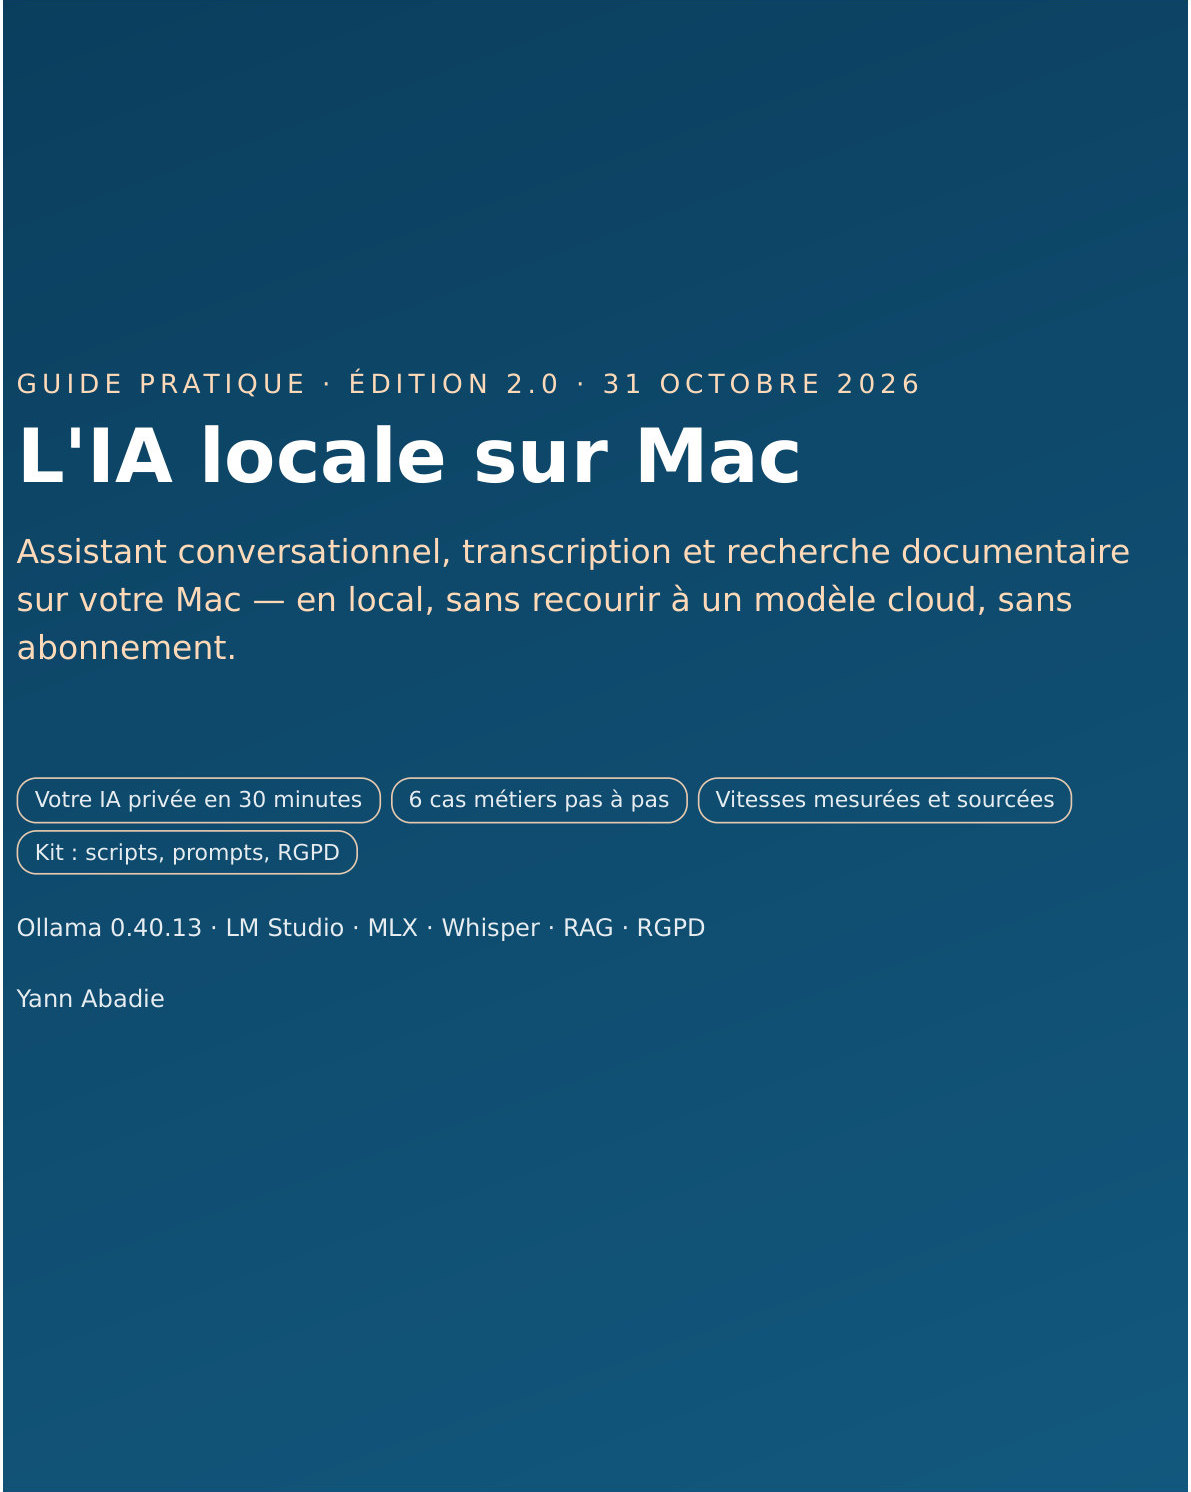 GUIDE PRATIQUE · ÉDITION 2.0 · 31 OCTOBRE 2026
L'IA locale sur Mac
Assistant conversationnel, transcription et recherche documentaire
sur votre Mac — en local, sans recourir à un modèle cloud, sans
abonnement.
Votre IA privée en 30 minutes
6 cas métiers pas à pas
Vitesses mesurées et sourcées
Kit : scripts, prompts, RGPD
Ollama 0.40.13 · LM Studio · MLX · Whisper · RAG · RGPD
Yann Abadie